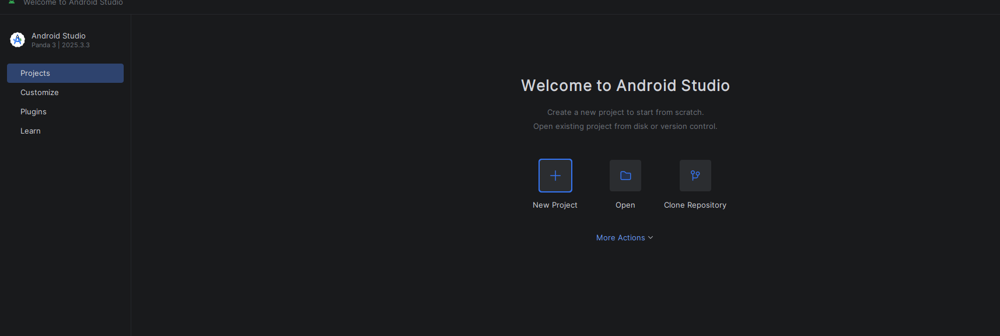 Welcome to Android Studio
Android Studio
Panda 3 | 2025.3.3
Projects
Customize
Plugins
Learn
Welcome to Android Studio
Create a new project to start from scratch.
Open existing project from disk or version control.
New Project
Open
Clone Repository
More Actions